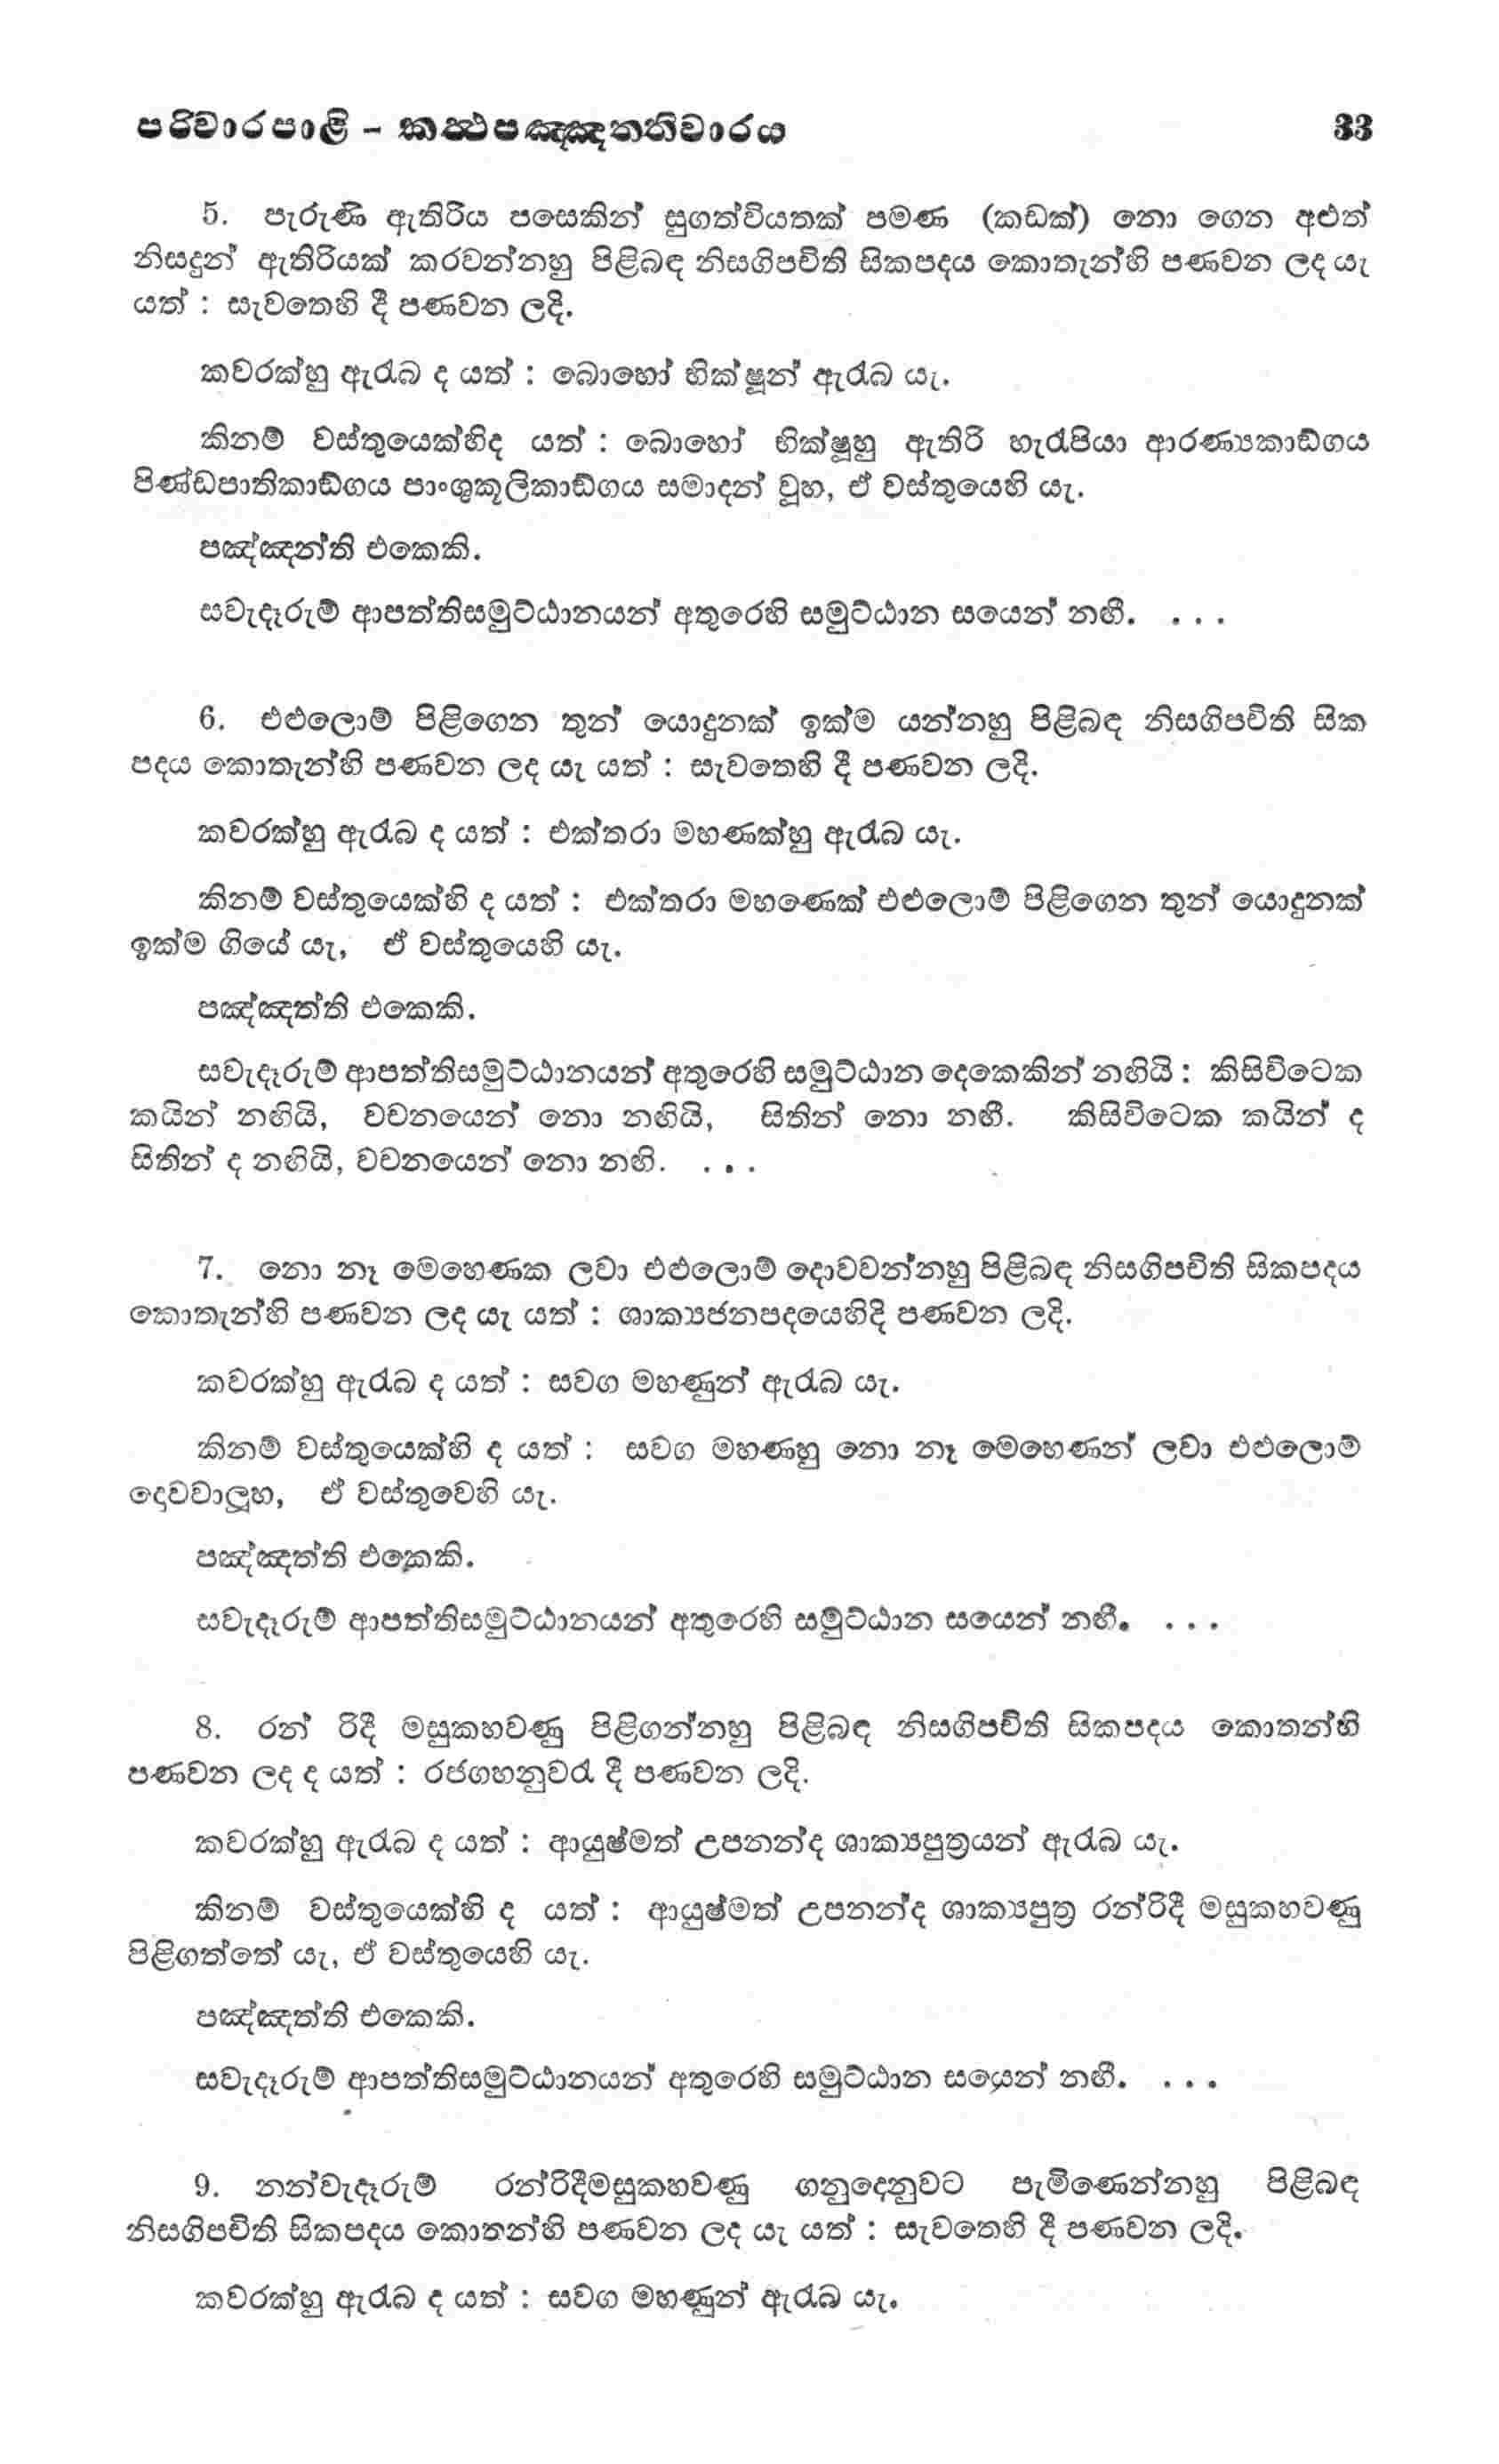 පරිවාරපාළි - කත්‍ථපඤ්ඤත්තිවාරය 33
5. පැරුණි ඇතිරිය පසෙකින් සුගත්වියතක් පමණ (කඩක්) නො ගෙන අළුත්
නිසදුන් ඇතිරියක් කරවන්නහු පිළිබඳ නිසගිපචිති සිකපදය කොතැන්හි පණවන ලද යැ
යත් : සැවතෙහි දී පණවන ලදි.
කවරක්හු ඇරැබ ද යත් : බොහෝ භික්ෂූන් ඇරැබ යැ.
කිනම් වස්තුයෙක්හිද යත් : බොහෝ භික්ෂූහු ඇතිරි හැරැපියා ආරණ්‍යකාඞ්ගය
පිණ්ඩපාතිකාඞ්ගය පාංශුකූලිකාඞ්ගය සමාදන් වූහ, ඒ වස්තුයෙහි යැ.
පඤ්ඤන්ති එකෙකි.
සවැදෑරුම් ආපත්තිසමුට්ඨානයන් අතුරෙහි සමුට්ඨාන සයෙන් නඟී. . . .
6. එළුලොම් පිළිගෙන තුන් යොදුනක් ඉක්ම යන්නහු පිළිබඳ නිසගිපචිති සික
පදය කොතැන්හි පණවන ලද යැ යත් : සැවතෙහි දී පණවන ලදි.
කවරක්හු ඇරැබ ද යත් : එක්තරා මහණක්හු ඇරැබ යැ.
කිනම් වස්තුයෙක්හි ද යත් : එක්තරා මහණෙක් එළුලොම් පිළිගෙන තුන් යොදුනක්
ඉක්ම ගියේ යැ, ඒ වස්තුයෙහි යැ.
පඤ්ඤත්ති එකෙකි.
සවැදෑරුම් ආපත්තිසමුට්ඨානයන් අතුරෙහි සමුට්ඨාන දෙකෙකින් නඟියි : කිසිවිටෙක
කයින් නඟියි, වචනයෙන් නො නඟියි, සිතින් නො නඟී. කිසිවිටෙක කයින් ද
සිතින් ද නඟියි, වචනයෙන් නො නඟි. . . .
7. නො නෑ මෙහෙණක ලවා එළුලොම් දොවවන්නහු පිළිබඳ නිසගිපචිති සිකපදය
කොතැන්හි පණවන ලද යැ යත් : ශාක්‍යජනපදයෙහිදි පණවන ලදි.
කවරක්හු ඇරැබ ද යත් : සවග මහණුන් ඇරැබ යැ.
කිනම් වස්තුයෙක්හි ද යත් : සවග මහණහු නො නෑ මෙහෙණන් ලවා එළුලොම්
දෙවවාලූහ, ඒ වස්තුවෙහි යැ.
පඤ්ඤත්ති එකෙකි.
සවැදෑරුම් ආපත්තිසමුට්ඨානයන් අතුරෙහි සමුට්ඨාන සයෙන් නඟී. . . .
8. රන් රිදී මසුකහවණු පිළිගන්නහු පිළිබඳ නිසගිපචිති සිකපදය කොතන්හි
පණවන ලද ද යත් : රජගහනුවරැ දී පණවන ලදි.
කවරක්හු ඇරැබ ද යත් : ආයුෂ්මත් උපනන්ද ශාක්‍යපුත්‍රයන් ඇරැබ යැ.
කිනම් වස්තුයෙක්හි ද යත් : ආයුෂ්මත් උපනන්ද ශාක්‍යපුත්‍ර රන්රිදී මසුකහවණු
පිළිගත්තේ යැ, ඒ වස්තුයෙහි යැ.
පඤ්ඤත්ති එකෙකි.
සවැදෑරුම් ආපත්තිසමුට්ඨානයන් අතුරෙහි සමුට්ඨාන සයෙන් නඟී. . . .
9. නන්වැදෑරුම් රන්රිදීමසුකහවණු ගනුදෙනුවට පැමිණෙන්නහු පිළිබඳ
නිසගිපචිති සිකපදය කොතන්හි පණවන ලද යැ යත් : සැවතෙහි දී පණවන ලදි.
කවරක්හු ඇරැබ ද යත් : සවග මහණුන් ඇරැබ යැ.